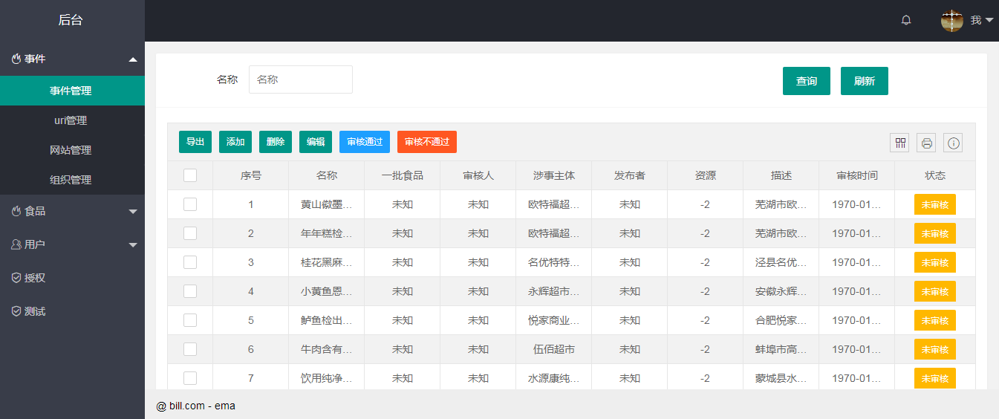 后台
我
事件
事件管理
uri管理
网站管理
组织管理
食品
用户
授权
测试
名称 名称 查询 刷新
导出 添加 删除 编辑 审核通过 审核不通过
序号 名称 一批食品 审核人 涉事主体 发布者 资源 描述 审核时间 状态
1 黄山徽墨... 未知 未知 欧特福超... 未知 -2 芜湖市欧... 1970-01... 未审核
2 年年糕检... 未知 未知 欧特福超... 未知 -2 芜湖市欧... 1970-01... 未审核
3 桂花黑麻... 未知 未知 名优特特... 未知 -2 泾县名优... 1970-01... 未审核
4 小黄鱼恩... 未知 未知 永辉超市... 未知 -2 安徽永辉... 1970-01... 未审核
5 鲈鱼检出... 未知 未知 悦家商业... 未知 -2 合肥悦家... 1970-01... 未审核
6 牛肉含有... 未知 未知 伍佰超市 未知 -2 蚌埠市高... 1970-01... 未审核
7 饮用纯净... 未知 未知 水源康纯... 未知 -2 蒙城县水... 1970-01... 未审核
@ bill.com - ema